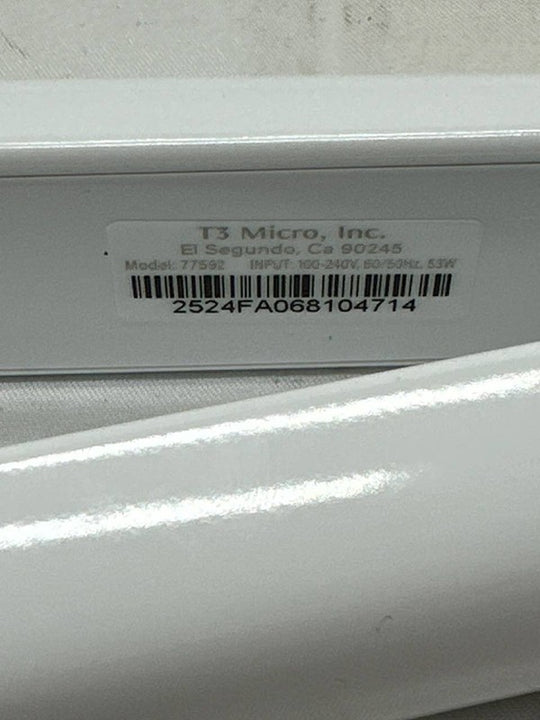 T3 Micro, Inc.
El Segundo, Ca 90245
Model: 77592 INPUT: 100-240V, 60/50Hz, 53W
2524FA068104714